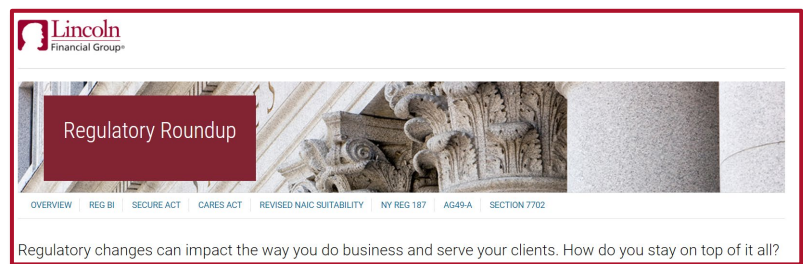 Lincoln
Financial Group®
Regulatory Roundup
OVERVIEW REG BI SECURE ACT CARES ACT REVISED NAIC SUITABILITY NY REG 187 AG49-A SECTION 7702
Regulatory changes can impact the way you do business and serve your clients. How do you stay on top of it all?